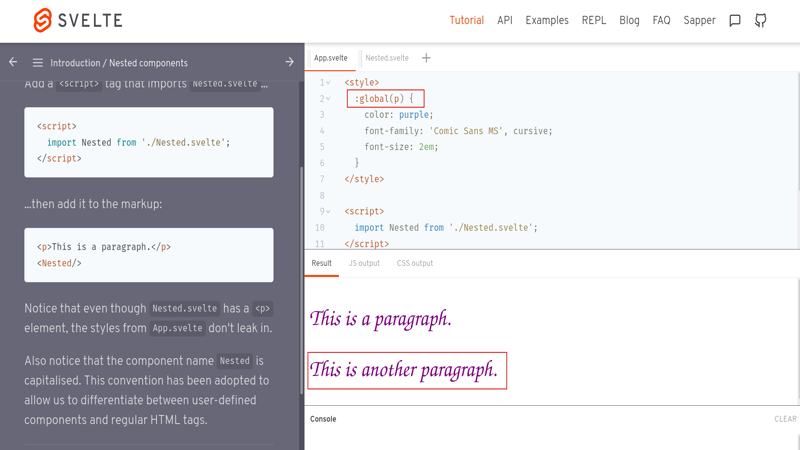 SVELTE
Tutorial API Examples REPL Blog FAQ Sapper
Introduction / Nested components
Add a <script> tag that imports Nested.svelte ...
<script>
import Nested from './Nested.svelte';
</script>
...then add it to the markup:
<p>This is a paragraph.</p>
<Nested/>
Notice that even though Nested.svelte has a <p>
element, the styles from App.svelte don't leak in.
Also notice that the component name Nested is
capitalised. This convention has been adopted to
allow us to differentiate between user-defined
components and regular HTML tags.
App.svelte Nested.svelte +
1 <style>
2 :global(p) {
3 color: purple;
4 font-family: 'Comic Sans MS', cursive;
5 font-size: 2em;
6 }
7 </style>
8
9 <script>
10 import Nested from './Nested.svelte';
11 </script>
Result JS output CSS output
This is a paragraph.
This is another paragraph.
Console CLEAR